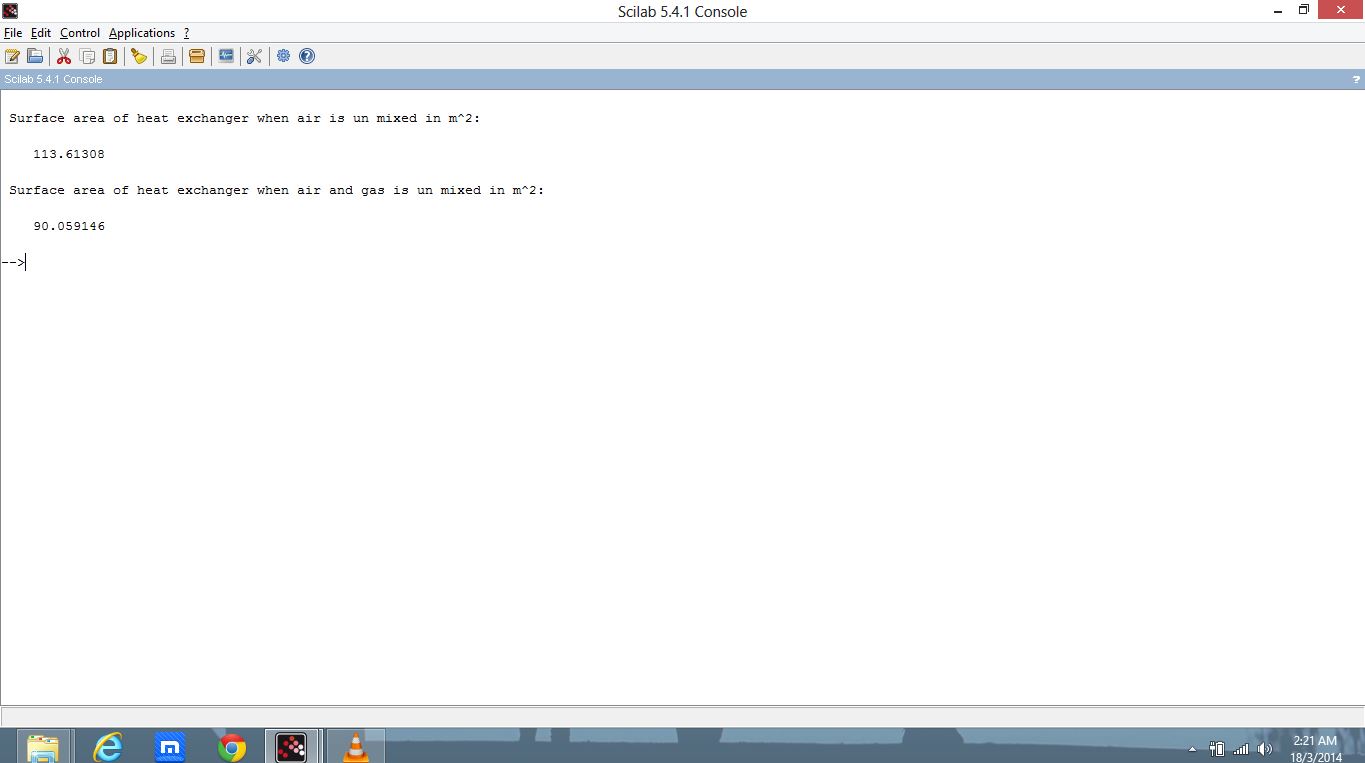 Scilab 5.4.1 Console
File Edit Control Applications ?
Scilab 5.4.1 Console ?
Surface area of heat exchanger when air is un mixed in m^2:
113.61308
Surface area of heat exchanger when air and gas is un mixed in m^2:
90.059146
-->
2:21 AM
18/3/2014